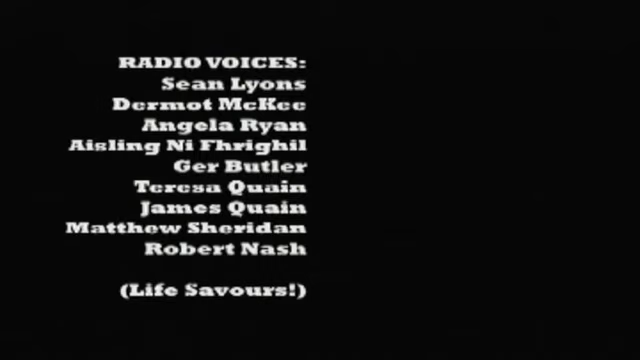 RADIO VOICES:
Sean Lyons
Dermot McKee
Angela Ryan
Aisling Ni Fhrighil
Ger Butler
Teresa Quain
James Quain
Matthew Sheridan
Robert Nash
(Life Savours!)